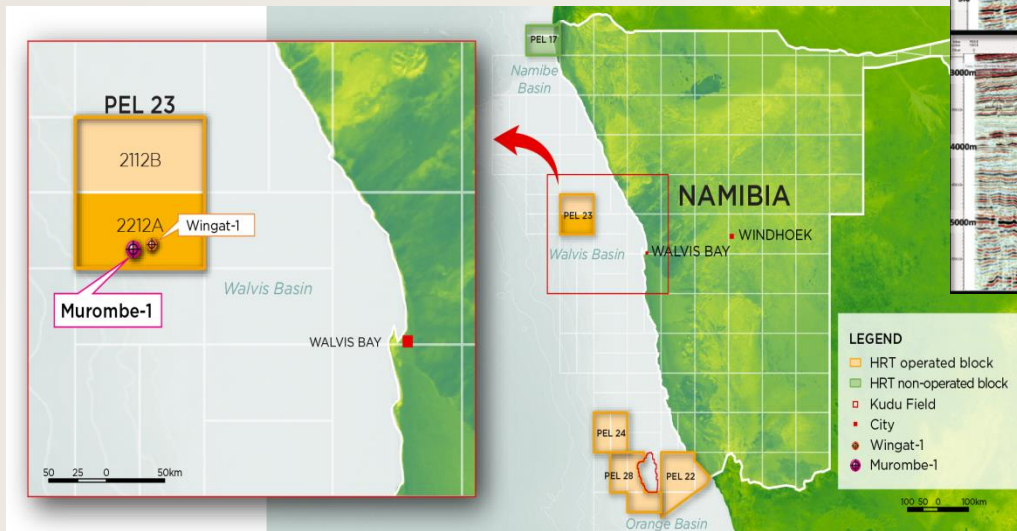 PEL 23
2112B
2212A
Wingat-1
Murombe-1
Walvis Basin
WALVIS BAY
50 25 0 50km
PEL 17
Namibe
Basin
NAMIBIA
PEL 23
WINDHOEK
WALVIS BAY
Walvis Basin
PEL 24
PEL 28
PEL 22
Orange Basin
LEGEND
HRT operated block
HRT non-operated block
Kudu Field
City
Wingat-1
Murombe-1
100 50 0 100km
3000m
4000m
5000m